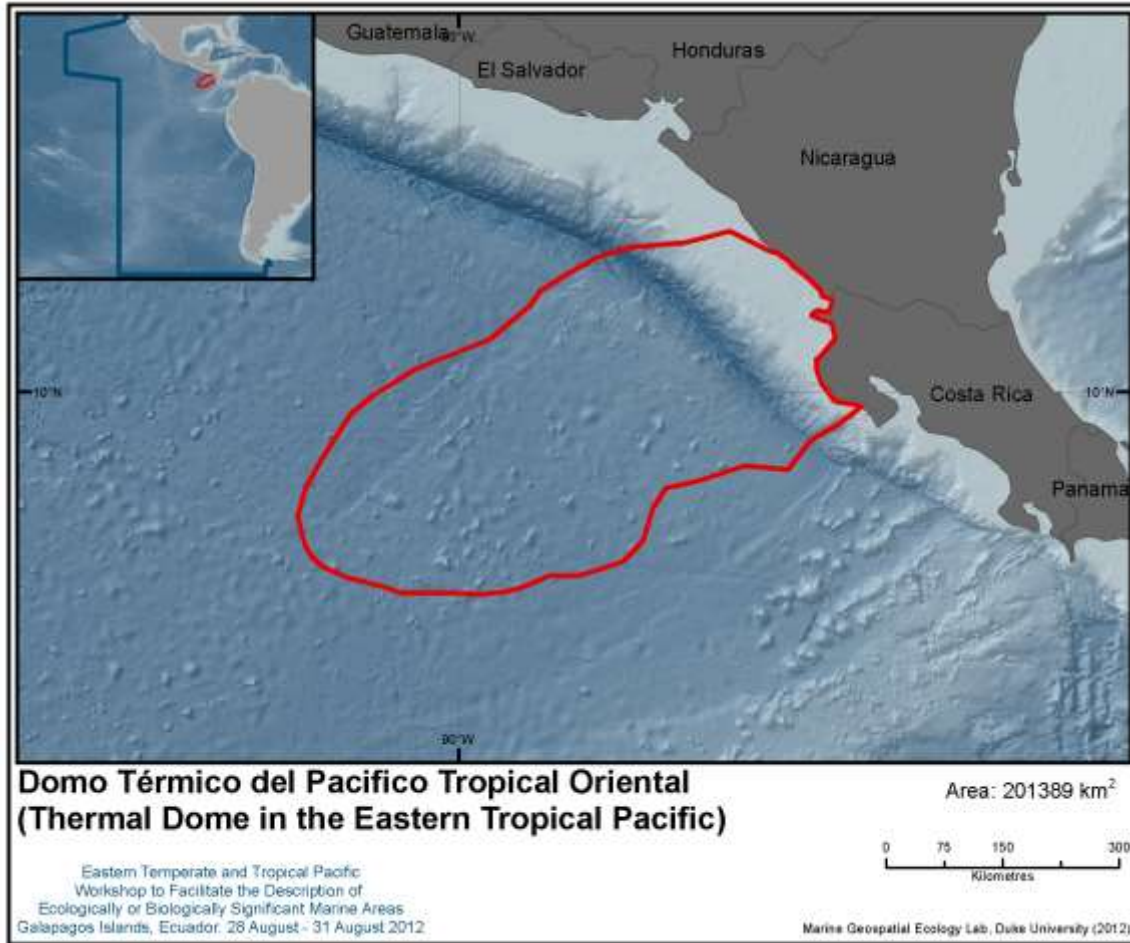 Guatemala
90°W
Honduras
El Salvador
Nicaragua
10°N
10°N
Costa Rica
Panama
90°W
Domo Térmico del Pacifico Tropical Oriental
(Thermal Dome in the Eastern Tropical Pacific)
Area: 201389 km²
0 75 150 300
Kilometres
Eastern Temperate and Tropical Pacific
Workshop to Facilitate the Description of
Ecologically or Biologically Significant Marine Areas
Galapagos Islands, Ecuador. 28 August - 31 August 2012
Marine Geospatial Ecology Lab, Duke University (2012)